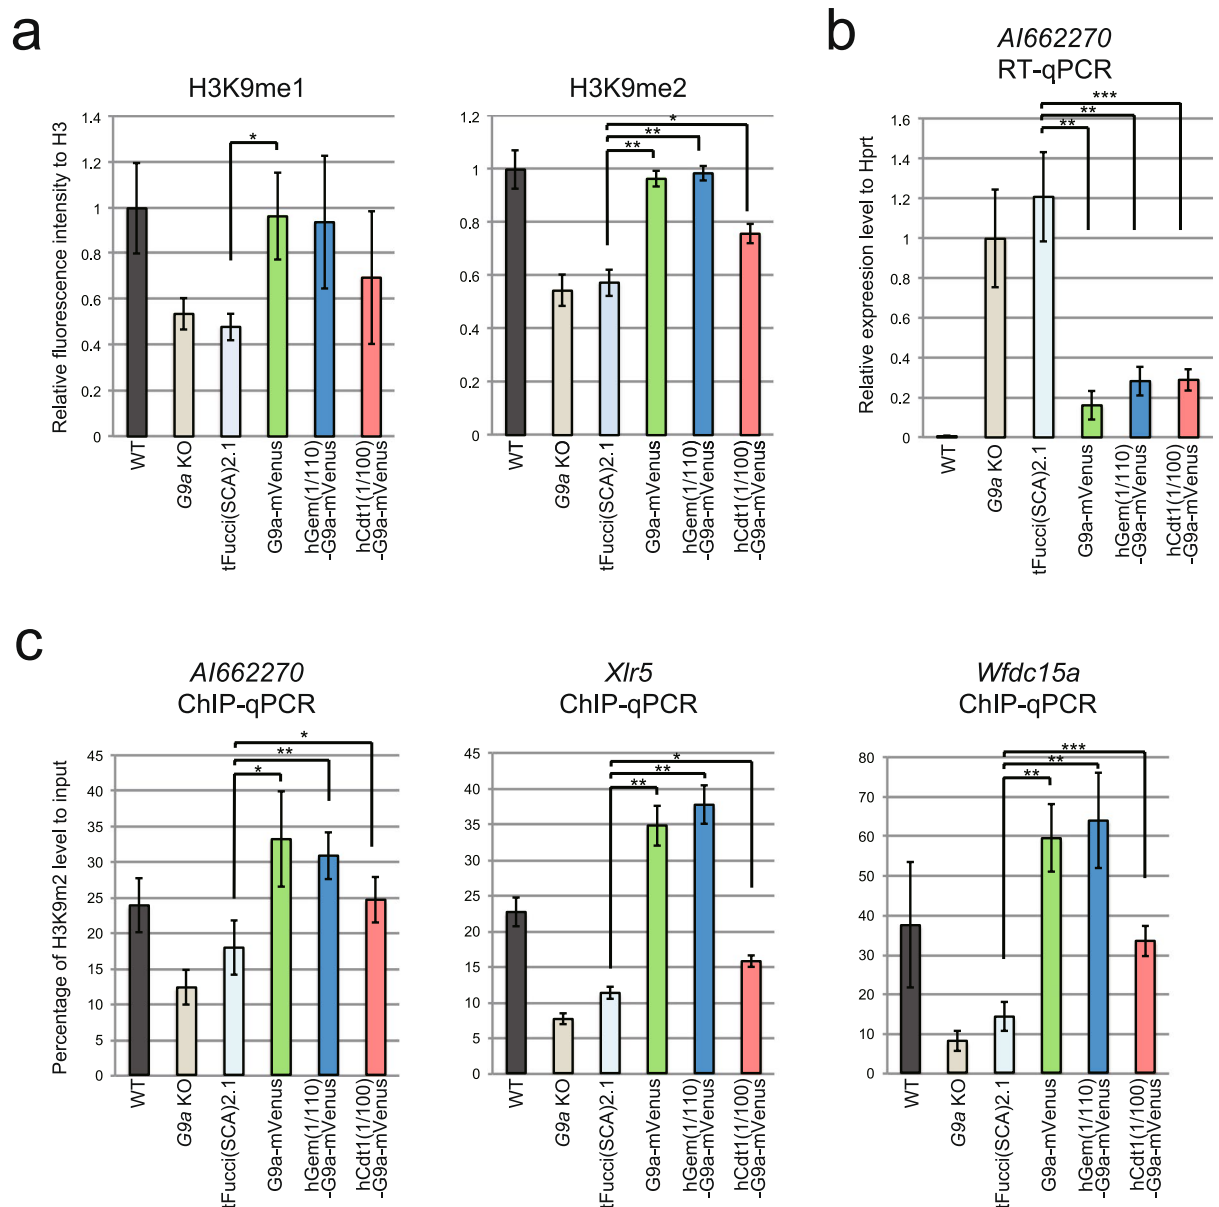 a
H3K9me1
Relative fluorescence intensity to H3
1.4
1.2
1
0.8
0.6
0.4
0.2
0
*
WT
G9a KO
tFucci(SCA)2.1
G9a-mVenus
hGem(1/110)
-G9a-mVenus
hCdt1(1/100)
-G9a-mVenus
H3K9me2
1.2
1
0.8
0.6
0.4
0.2
0
*
**
**
WT
G9a KO
tFucci(SCA)2.1
G9a-mVenus
hGem(1/110)
-G9a-mVenus
hCdt1(1/100)
-G9a-mVenus
b
AI662270
RT-qPCR
Relative expreesion level to Hprt
1.6
1.4
1.2
1
0.8
0.6
0.4
0.2
0
***
**
**
WT
G9a KO
tFucci(SCA)2.1
G9a-mVenus
hGem(1/110)
-G9a-mVenus
hCdt1(1/100)
-G9a-mVenus
c
AI662270
ChIP-qPCR
Percentage of H3K9m2 level to input
45
40
35
30
25
20
15
10
5
0
*
**
*
WT
G9a KO
tFucci(SCA)2.1
G9a-mVenus
hGem(1/110)
-G9a-mVenus
hCdt1(1/100)
-G9a-mVenus
Xlr5
ChIP-qPCR
45
40
35
30
25
20
15
10
5
0
*
**
**
WT
G9a KO
tFucci(SCA)2.1
G9a-mVenus
hGem(1/110)
-G9a-mVenus
hCdt1(1/100)
-G9a-mVenus
Wfdc15a
ChIP-qPCR
80
70
60
50
40
30
20
10
0
***
**
**
WT
G9a KO
tFucci(SCA)2.1
G9a-mVenus
hGem(1/110)
-G9a-mVenus
hCdt1(1/100)
-G9a-mVenus